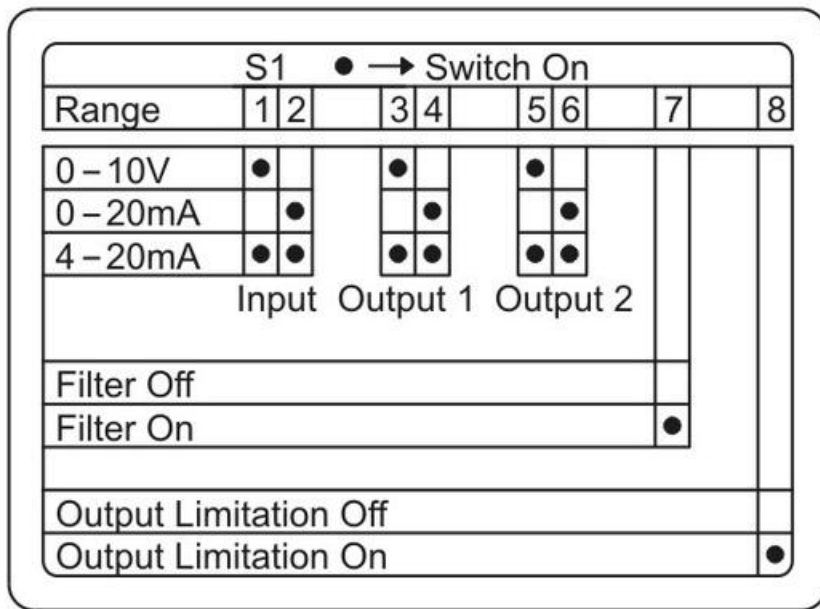 S1 ● → Switch On
Range 1 2 3 4 5 6 7 8
0–10V ● ● ●
0–20mA ● ● ●
4–20mA ● ● ● ● ● ●
Input Output 1 Output 2
Filter Off
Filter On ●
Output Limitation Off
Output Limitation On ●